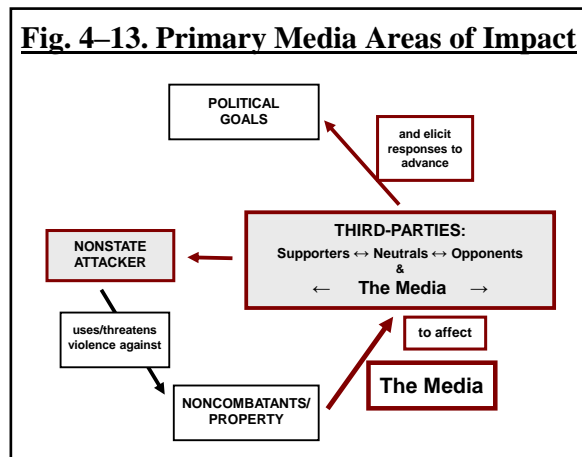 Fig. 4–13. Primary Media Areas of Impact
POLITICAL
GOALS
and elicit
responses to
advance
THIRD-PARTIES:
Supporters ↔ Neutrals ↔ Opponents
&
← The Media →
NONSTATE
ATTACKER
uses/threatens
violence against
to affect
The Media
NONCOMBATANTS/
PROPERTY